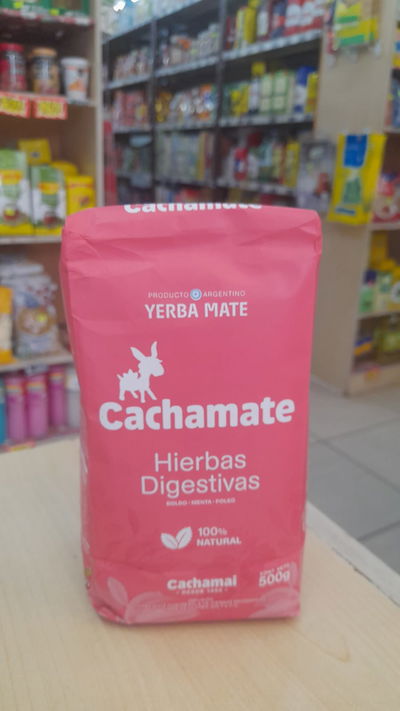 Cachamate
PRODUCTO ARGENTINO
YERBA MATE
Cachamate
Hierbas
Digestivas
BOLDO · MENTA · POLEO
100%
NATURAL
Cachamai
500g